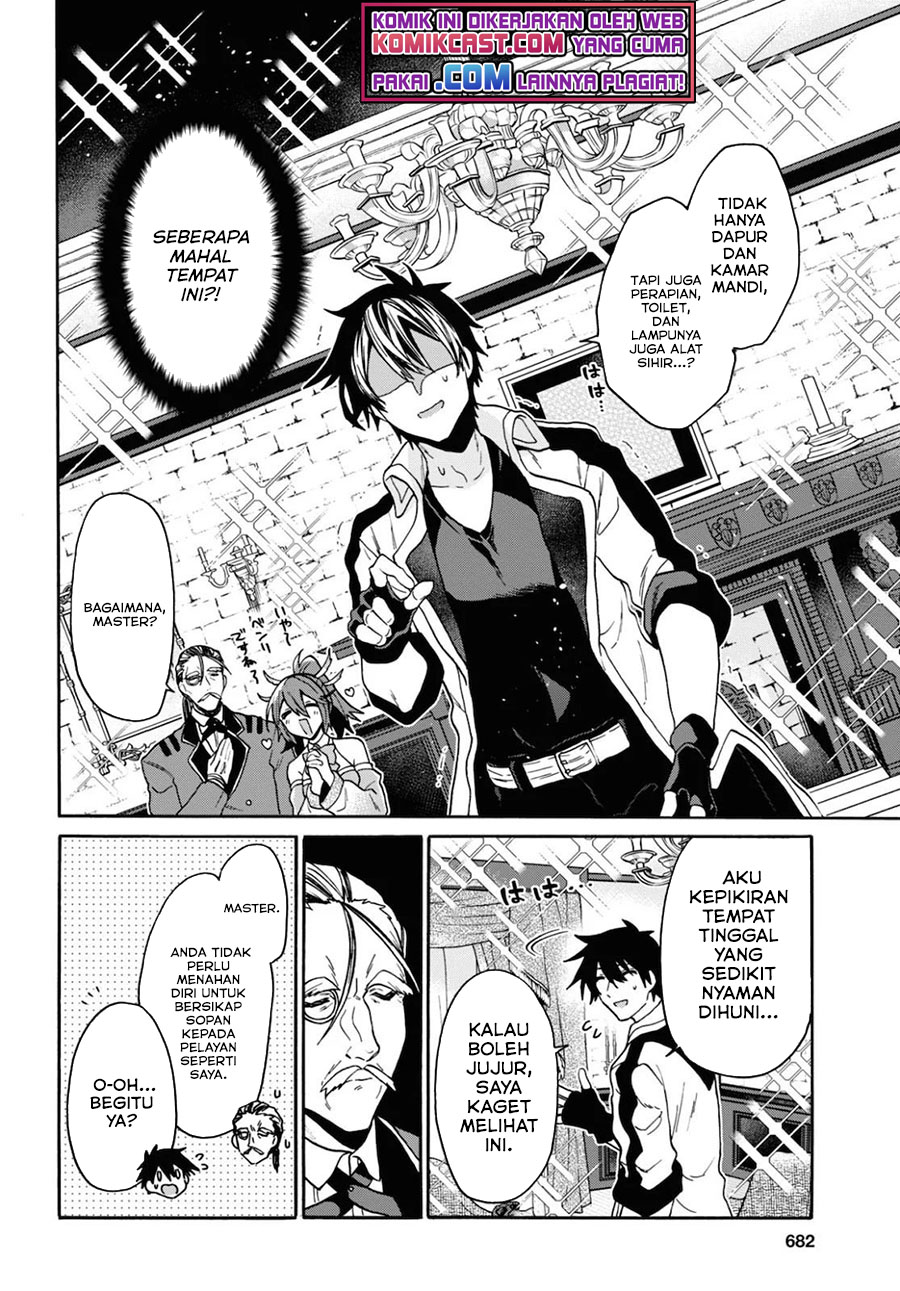 KOMIK INI DIKERJAKAN OLEH WEB
KOMIKCAST.COM YANG CUMA
PAKAI .COM LAINNYA PLAGIAT!
TIDAK
HANYA
DAPUR
DAN
KAMAR
MANDI,
TAPI JUGA
PERAPIAN,
TOILET,
DAN
LAMPUNYA
JUGA ALAT
SIHIR...?
はは…
SEBERAPA
MAHAL
TEMPAT
INI?!
BAGAIMANA,
MASTER?
いや〜
ベンリ
ですね〜
AKU
KEPIKIRAN
TEMPAT
TINGGAL
YANG
SEDIKIT
NYAMAN
DIHUNI...
はは…
KALAU
BOLEH
JUJUR,
SAYA
KAGET
MELIHAT
INI.
MASTER.
ANDA TIDAK
PERLU
MENAHAN
DIRI UNTUK
BERSIKAP
SOPAN
KEPADA
PELAYAN
SEPERTI
SAYA.
O-OH...
BEGITU
YA?
682